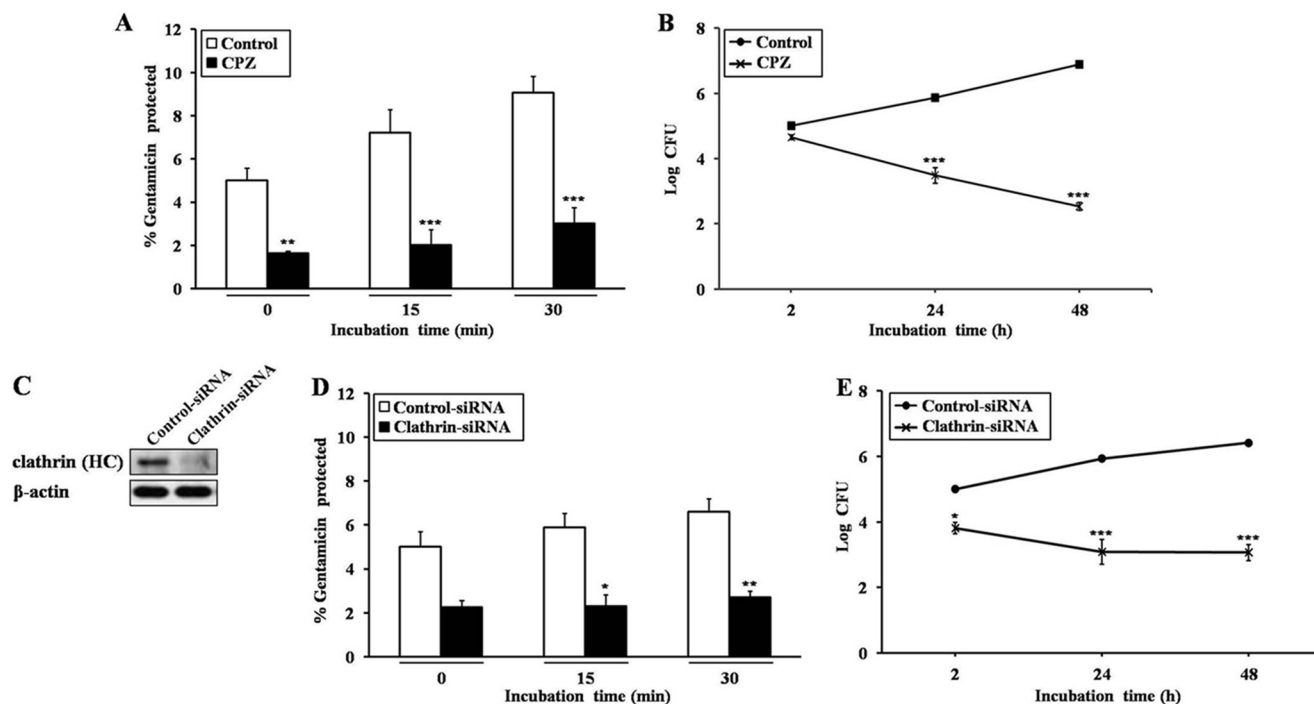 A
% Gentamicin protected
12
10
8
6
4
2
0
Control
CPZ
**
***
***
0 15 30
Incubation time (min)
B
Log CFU
8
6
4
2
0
Control
CPZ
***
***
2 24 48
Incubation time (h)
C
Control-siRNA
Clathrin-siRNA
clathrin (HC)
β-actin
D
% Gentamicin protected
12
10
8
6
4
2
0
Control-siRNA
Clathrin-siRNA
*
**
0 15 30
Incubation time (min)
E
Log CFU
8
6
4
2
0
Control-siRNA
Clathrin-siRNA
*
***
***
2 24 48
Incubation time (h)